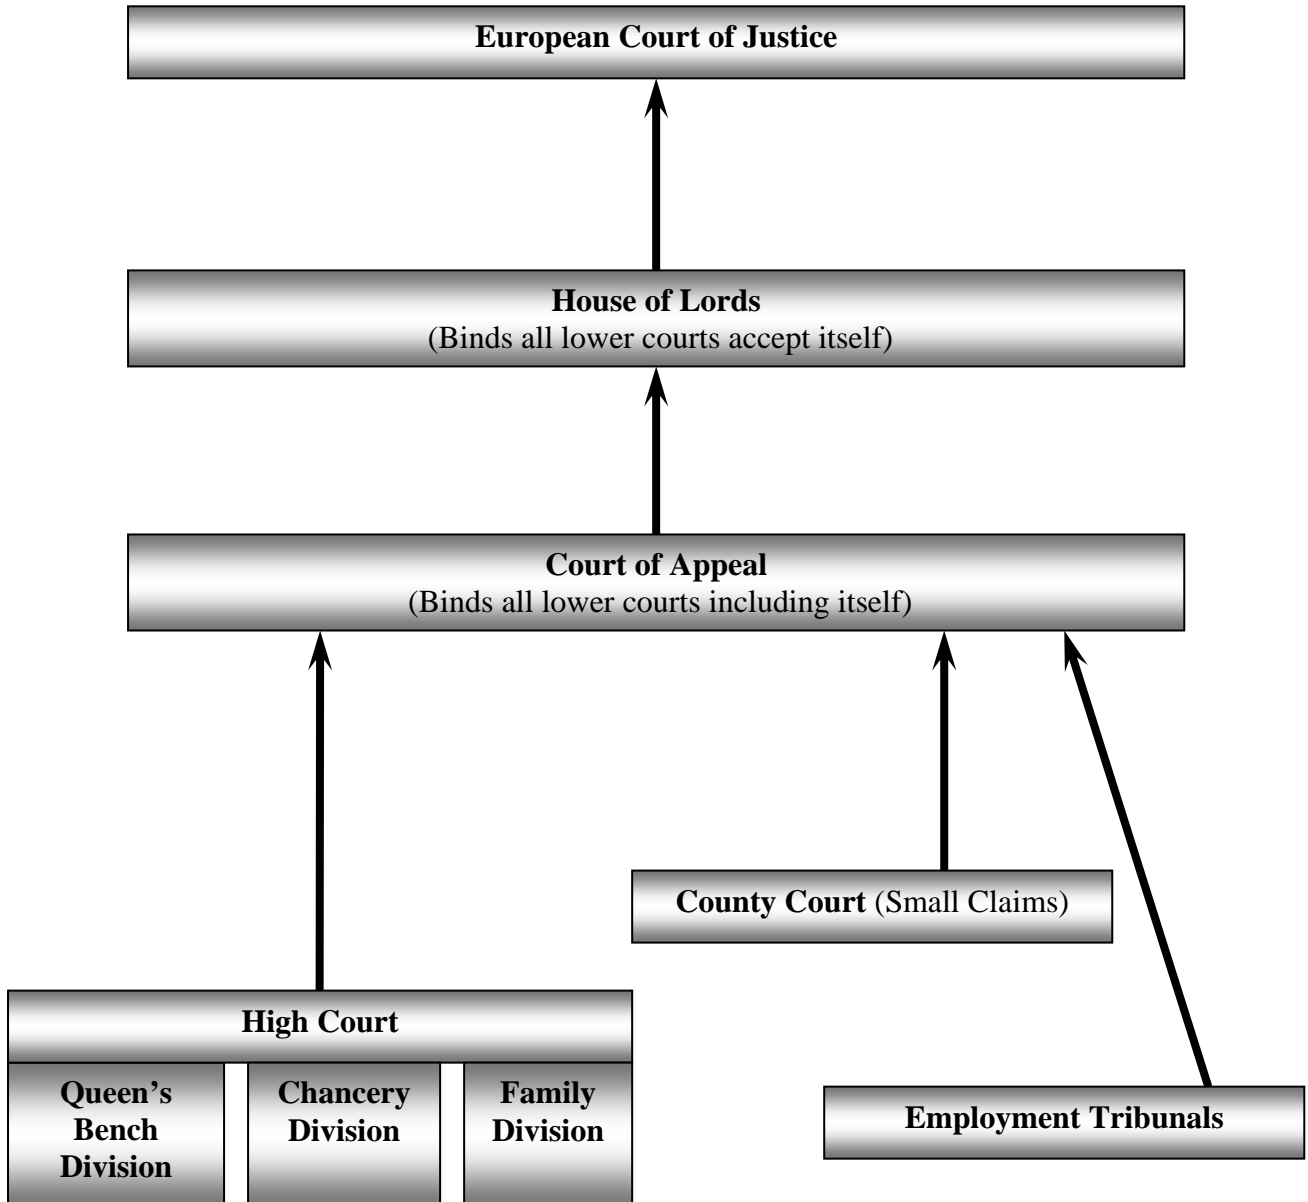 European Court of Justice
House of Lords
(Binds all lower courts accept itself)
Court of Appeal
(Binds all lower courts including itself)
County Court (Small Claims)
High Court
Queen's
Bench
Division
Chancery
Division
Family
Division
Employment Tribunals